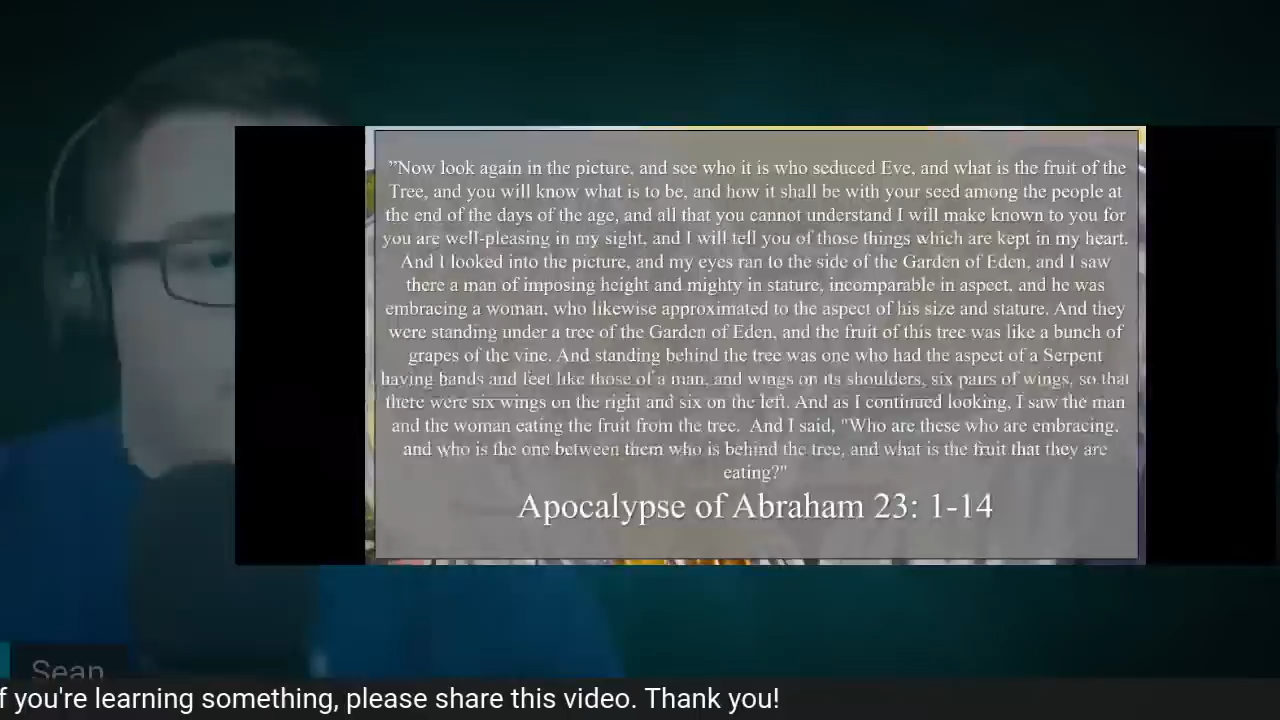 "Now look again in the picture, and see who it is who seduced Eve, and what is the fruit of the
Tree, and you will know what is to be, and how it shall be with your seed among the people at
the end of the days of the age, and all that you cannot understand I will make known to you for
you are well-pleasing in my sight, and I will tell you of those things which are kept in my heart.
And I looked into the picture, and my eyes ran to the side of the Garden of Eden, and I saw
there a man of imposing height and mighty in stature, incomparable in aspect, and he was
embracing a woman, who likewise approximated to the aspect of his size and stature. And they
were standing under a tree of the Garden of Eden, and the fruit of this tree was like a bunch of
grapes of the vine. And standing behind the tree was one who had the aspect of a Serpent
having hands and feet like those of a man, and wings on its shoulders, six pairs of wings, so that
there were six wings on the right and six on the left. And as I continued looking, I saw the man
and the woman eating the fruit from the tree. And I said, "Who are these who are embracing,
and who is the one between them who is behind the tree, and what is the fruit that they are
eating?"
Apocalypse of Abraham 23: 1-14
Sean
f you're learning something, please share this video. Thank you!